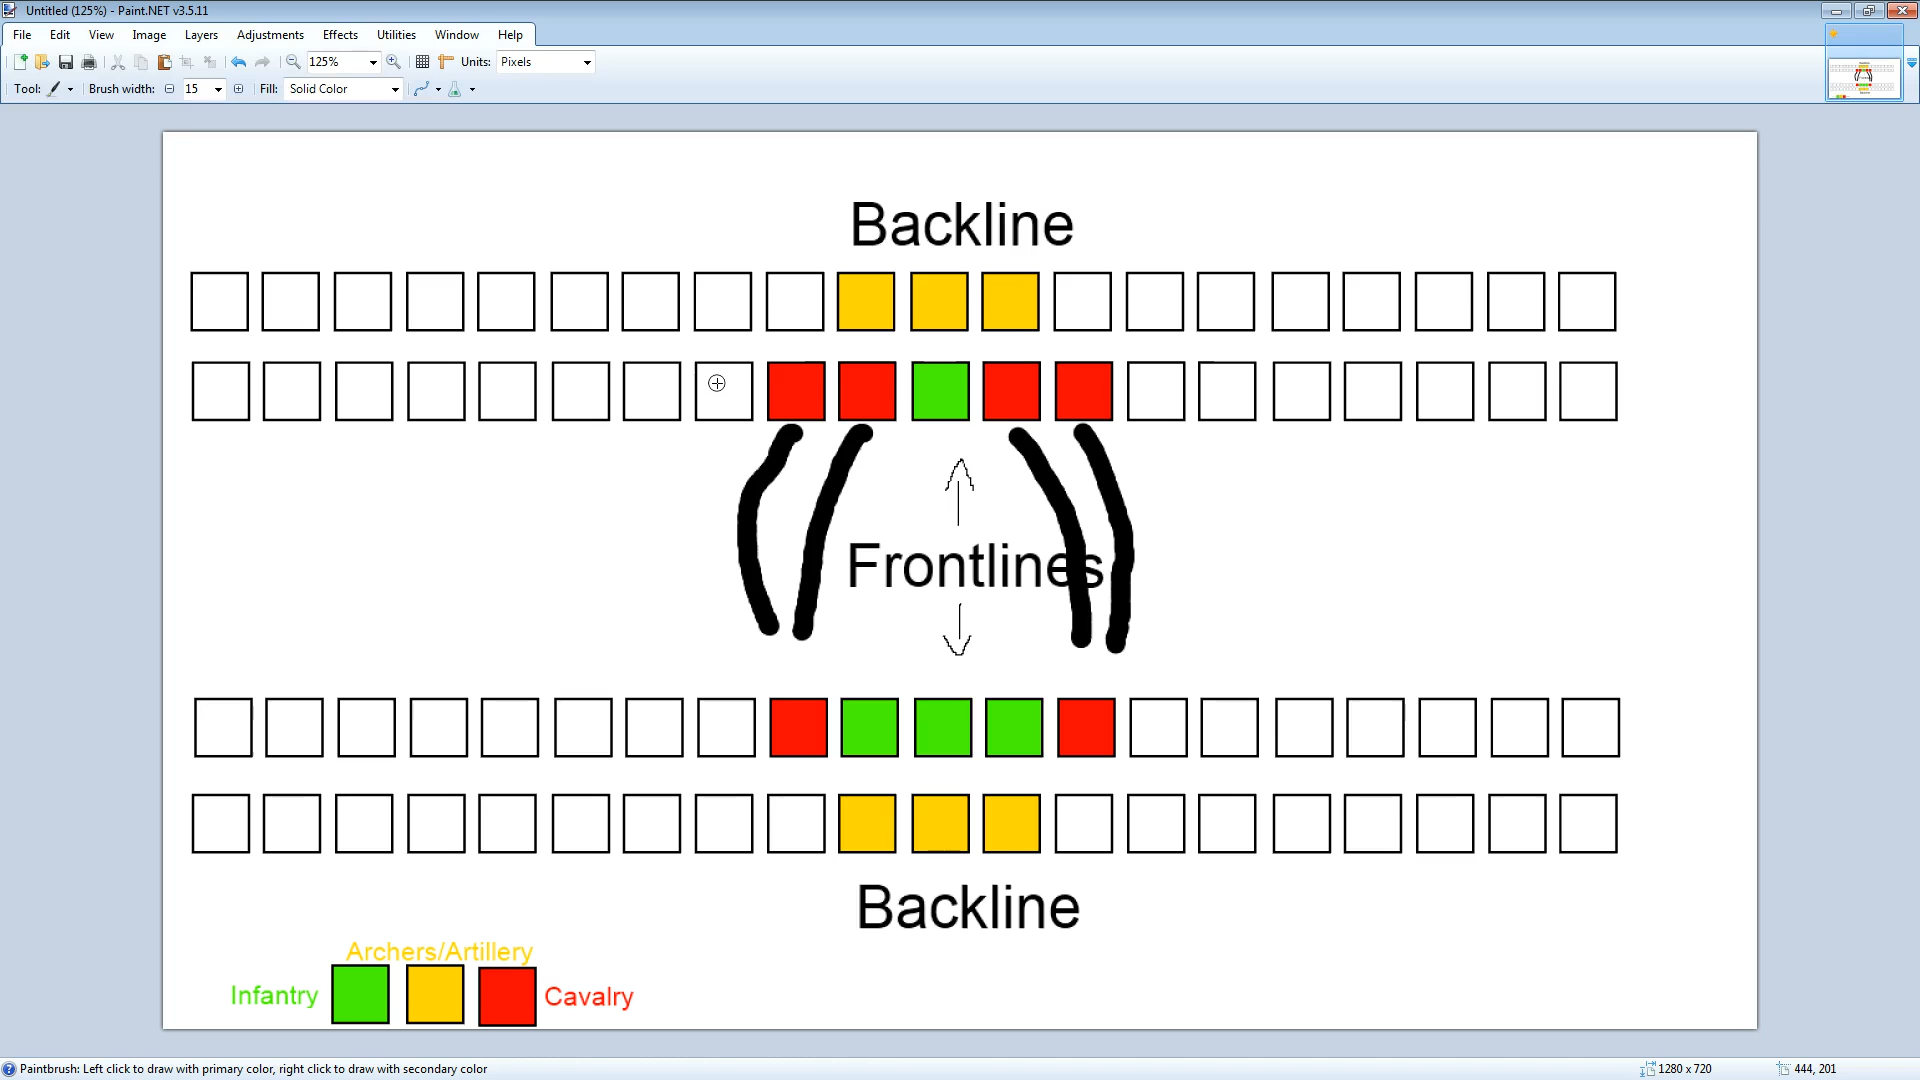 Untitled (125%) - Paint.NET v3.5.11
File Edit View Image Layers Adjustments Effects Utilities Window Help
125% Units: Pixels
Tool: Brush width: 15 Fill: Solid Color
Backline
Frontlines
Backline
Archers/Artillery
Infantry Cavalry
Paintbrush: Left click to draw with primary color, right click to draw with secondary color 1280 x 720 444, 201